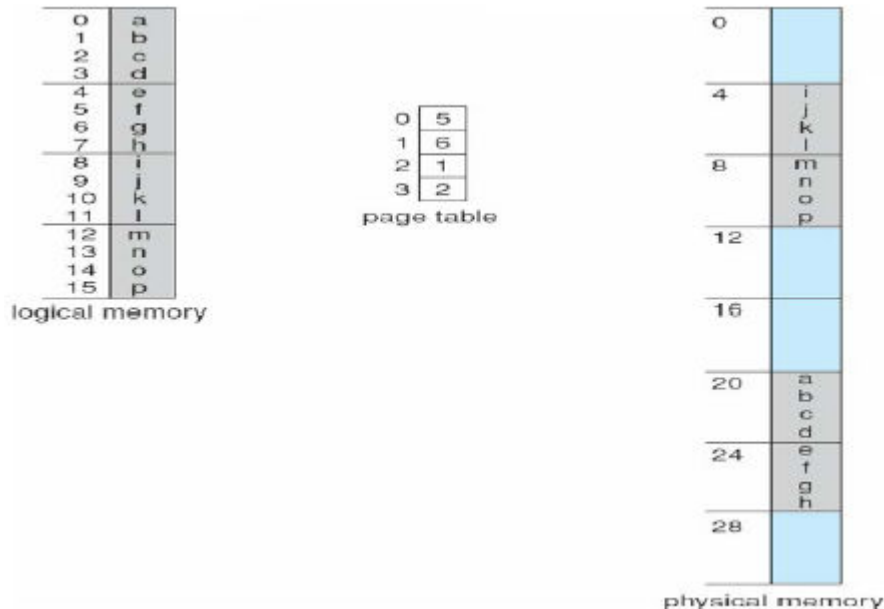 0 a
1 b
2 c
3 d
4 e
5 f
6 g
7 h
8 i
9 j
10 k
11 l
12 m
13 n
14 o
15 p
logical memory
0 5
1 6
2 1
3 2
page table
0
4 i
j
k
l
8 m
n
o
p
12
16
20 a
b
c
d
24 e
f
g
h
28
physical memory